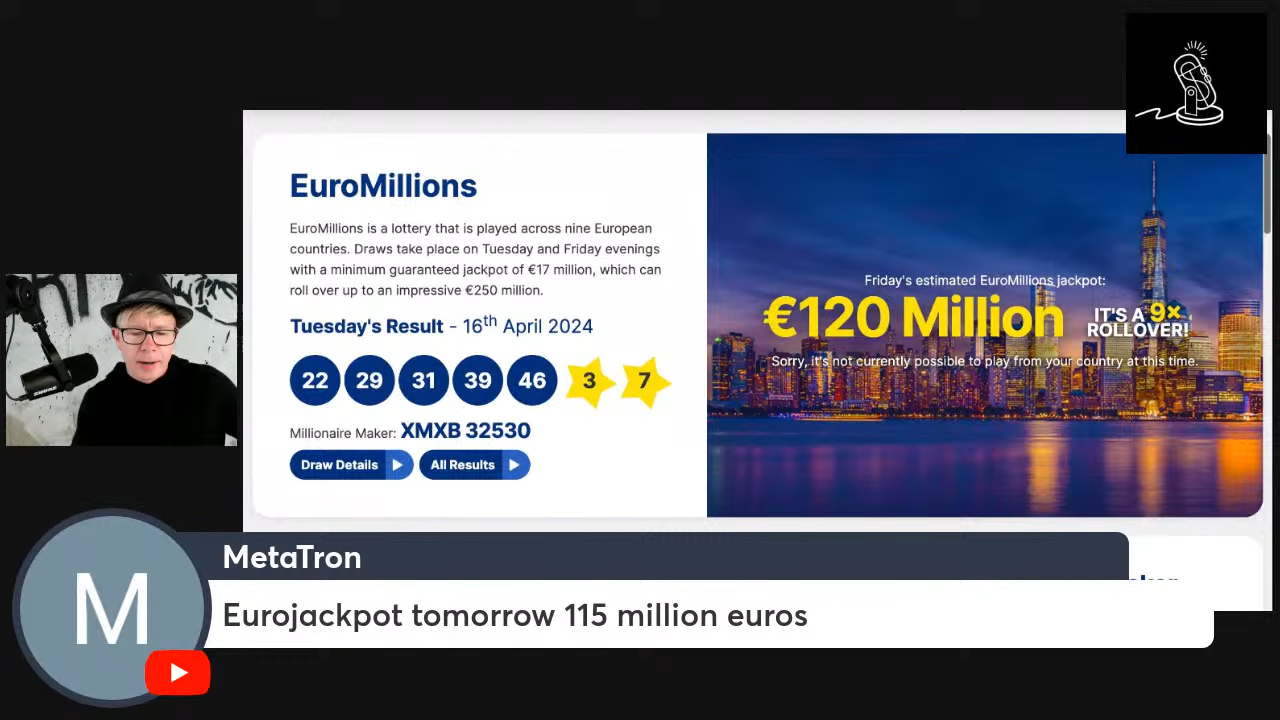 EuroMillions
EuroMillions is a lottery that is played across nine European
countries. Draws take place on Tuesday and Friday evenings
with a minimum guaranteed jackpot of €17 million, which can
roll over up to an impressive €250 million.
Tuesday's Result - 16th April 2024
22 29 31 39 46 3 7
Millionaire Maker: XMXB 32530
Draw Details All Results
Friday's estimated EuroMillions jackpot:
€120 Million
IT'S A 9×
ROLLOVER!
Sorry, it's not currently possible to play from your country at this time.
SHURE
M
MetaTron
Eurojackpot tomorrow 115 million euros